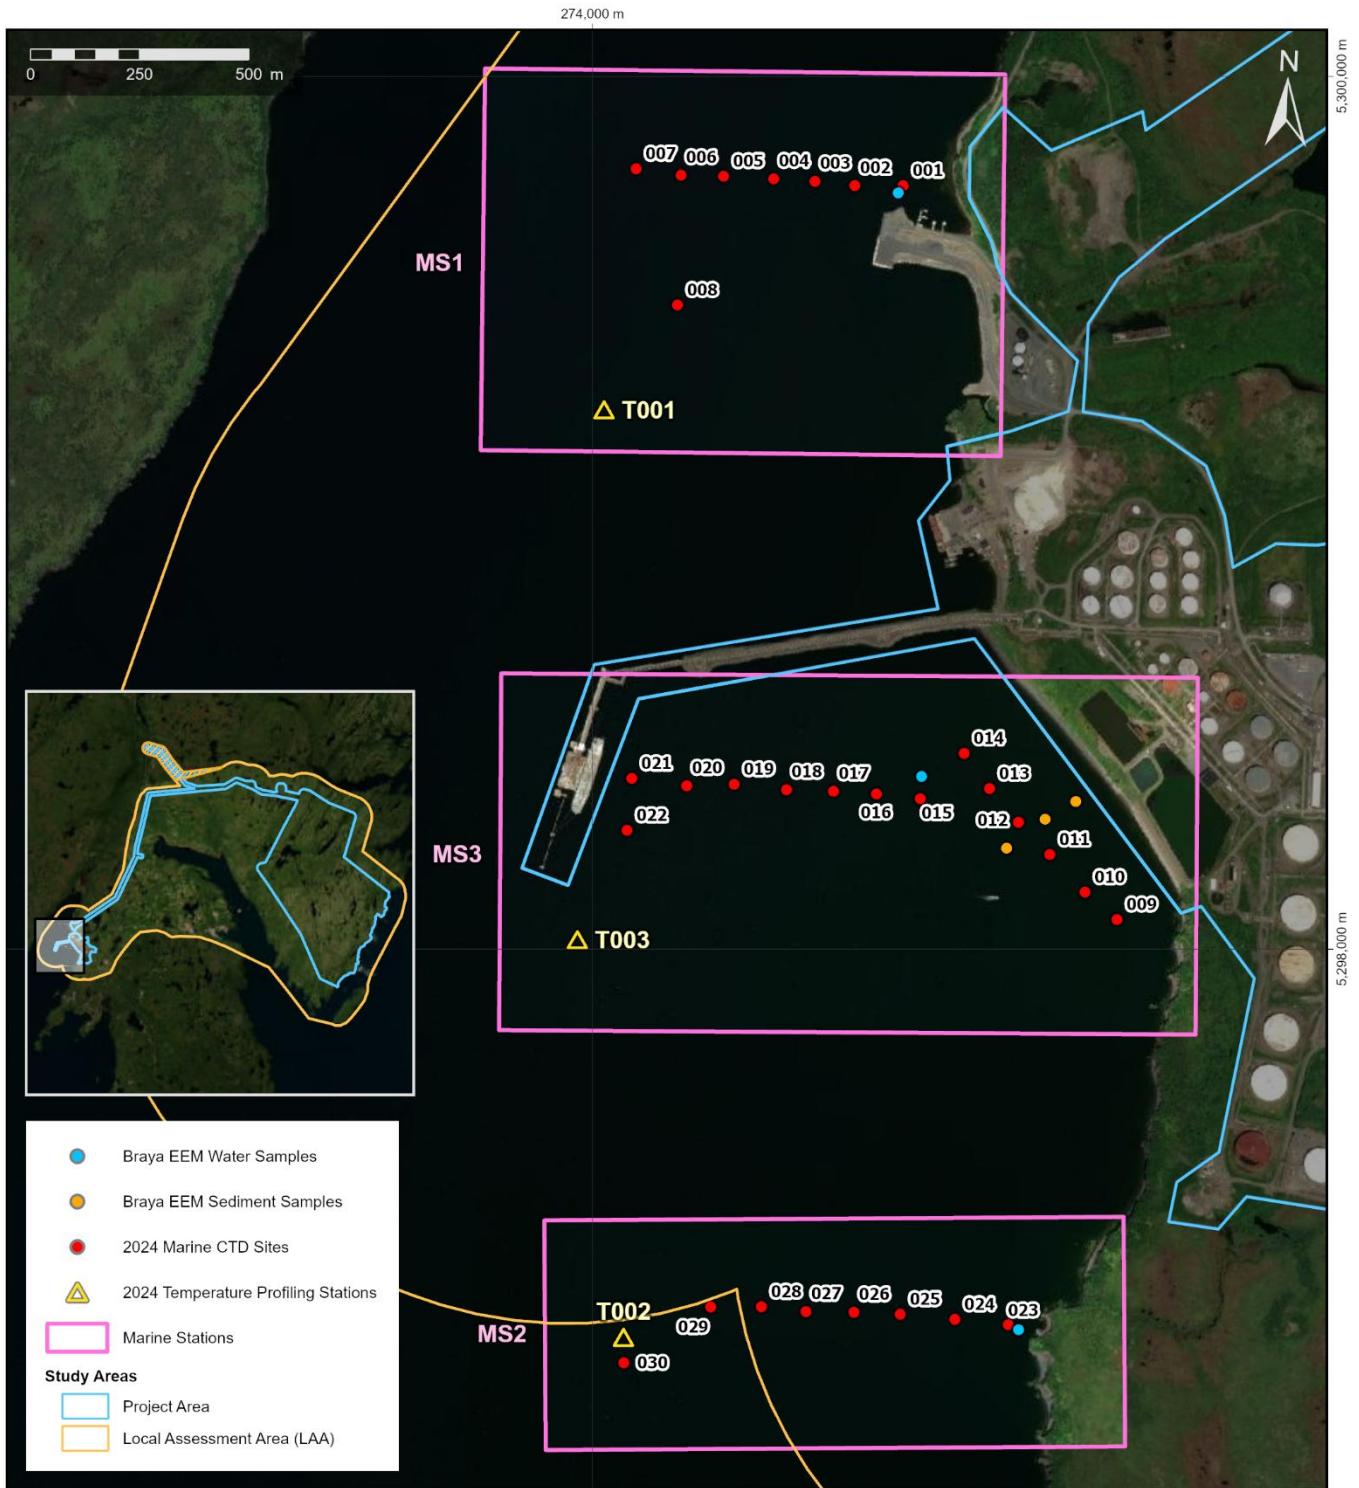 274,000 m
0 250 500 m
N
5,300,000 m
007 006 005 004 003 002 001
MS1
008
T001
014
021 020 019 018 017 013
022 016 015 012
MS3
011
010
009
T003
5,298,000 m
028 027 026 025 024 023
T002
029
MS2
030
Braya EEM Water Samples
Braya EEM Sediment Samples
2024 Marine CTD Sites
2024 Temperature Profiling Stations
Marine Stations
Study Areas
Project Area
Local Assessment Area (LAA)